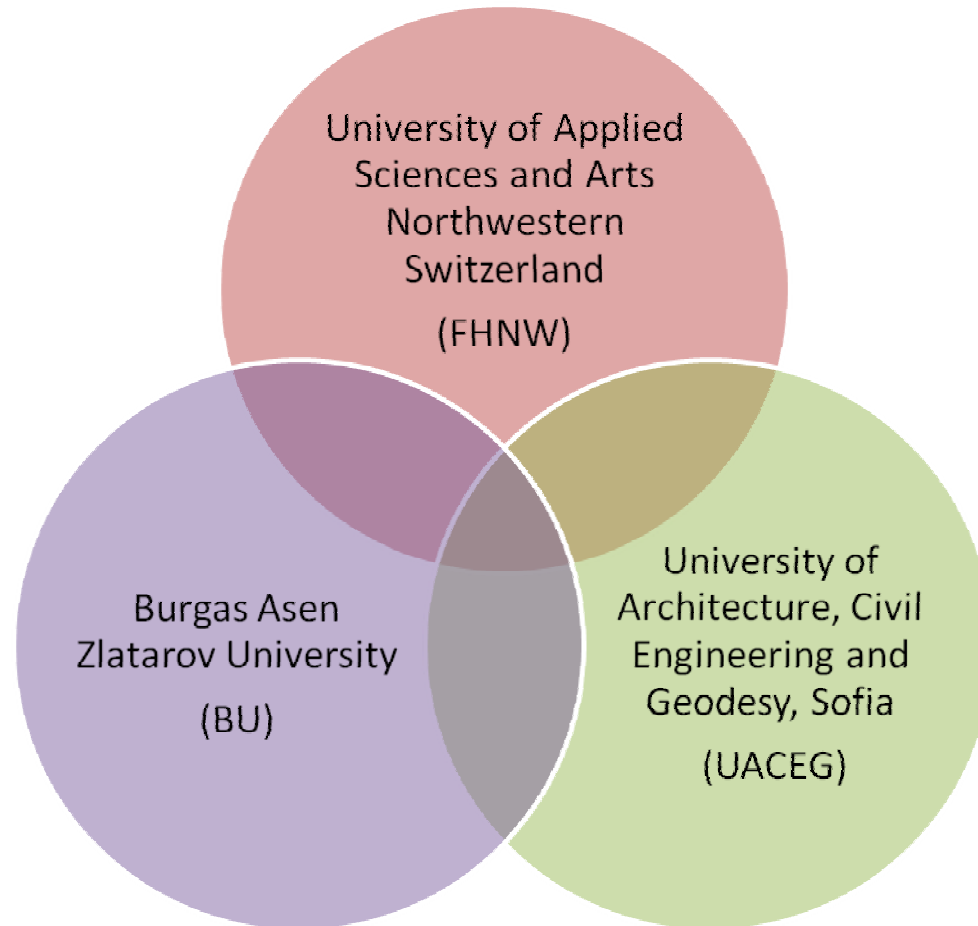 University of Applied
Sciences and Arts
Northwestern
Switzerland
(FHNW)
Burgas Asen
Zlatarov University
(BU)
University of
Architecture, Civil
Engineering and
Geodesy, Sofia
(UACEG)